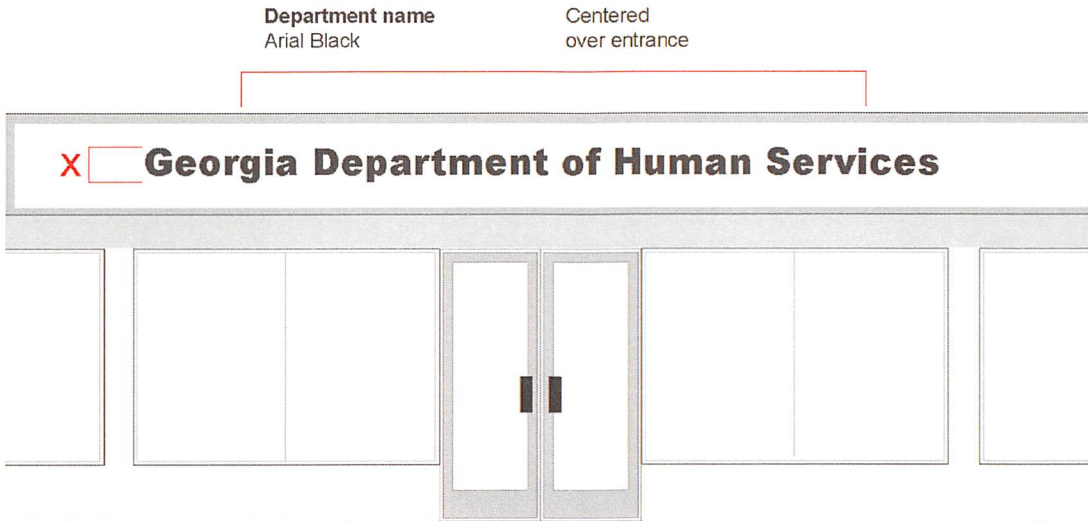 Department name
Arial Black
Centered
over entrance
X
Georgia Department of Human Services